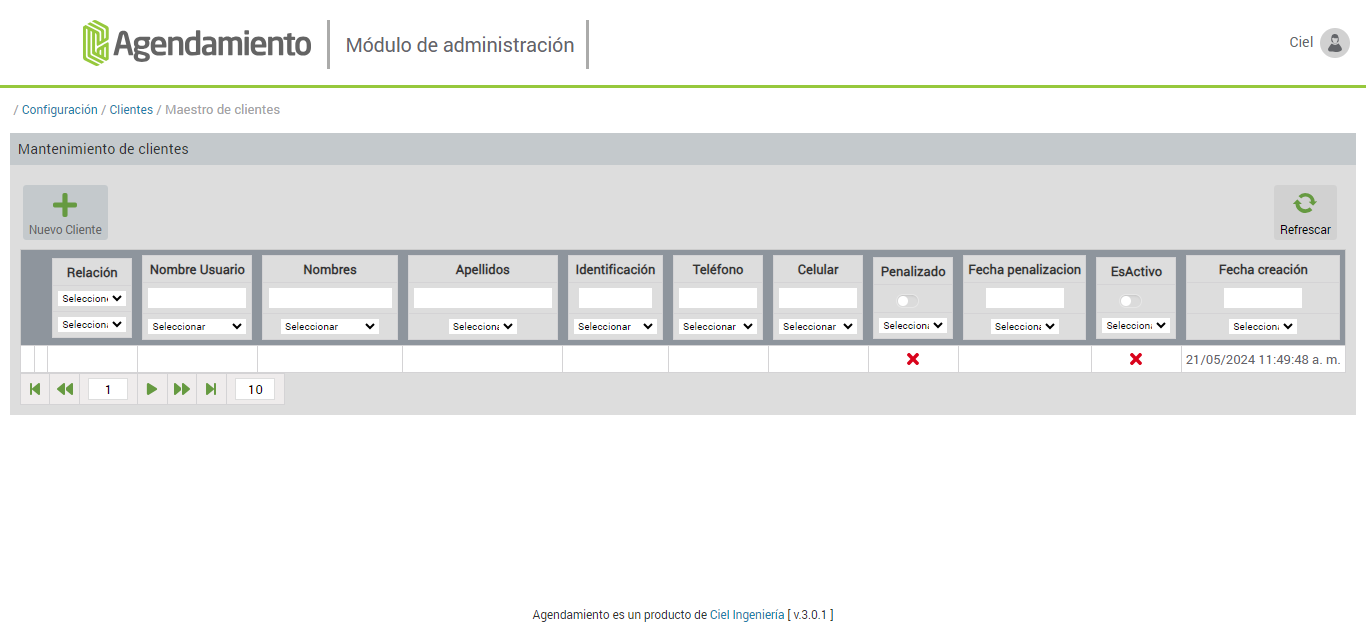 Agendamiento
Módulo de administración
Ciel
/ Configuración / Clientes / Maestro de clientes
Mantenimiento de clientes
Nuevo Cliente
Refrescar
Relación Nombre Usuario Nombres Apellidos Identificación Teléfono Celular Penalizado Fecha penalizacion EsActivo Fecha creación
Seleccion
Seleccion Seleccionar Seleccionar Selecciona Seleccionar Seleccionar Seleccionar Selecciona Selecciona Selecciona Selecciona
21/05/2024 11:49:48 a. m.
1 10
Agendamiento es un producto de Ciel Ingeniería [ v.3.0.1 ]